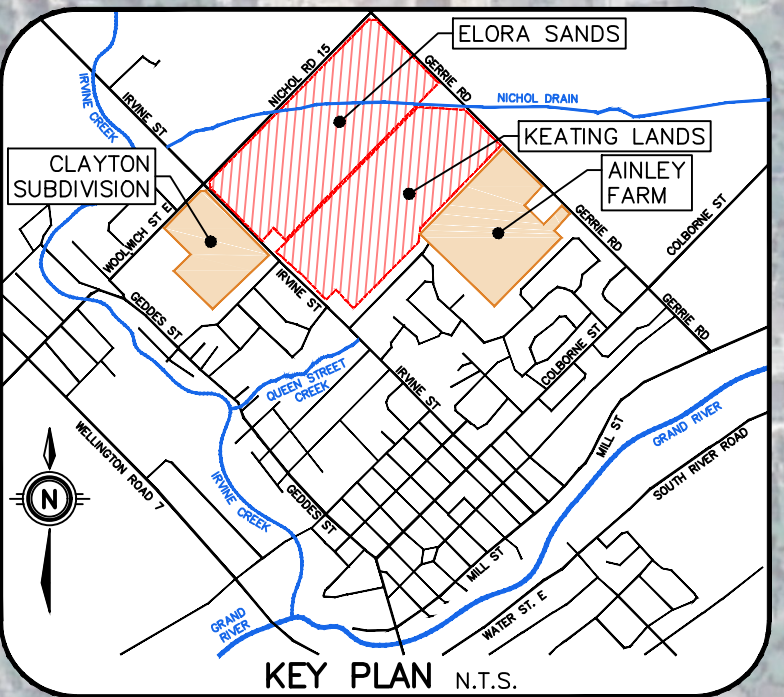 ELORA SANDS
NICHOL RD 15
GERRIE RD
IRVINE CREEK
IRVINE ST
NICHOL DRAIN
KEATING LANDS
CLAYTON
SUBDIVISION
AINLEY
FARM
WOOLWICH ST E
GERRIE RD
COLBORNE ST
IRVINE ST
GEDDES ST
GERRIE RD
COLBORNE ST
QUEEN STREET
CREEK
IRVINE ST
MILL ST
GRAND RIVER
WELLINGTON ROAD 7
SOUTH RIVER ROAD
IRVINE CREEK
GEDDES ST
N
MILL ST
WATER ST. E
GRAND
RIVER
KEY PLAN N.T.S.